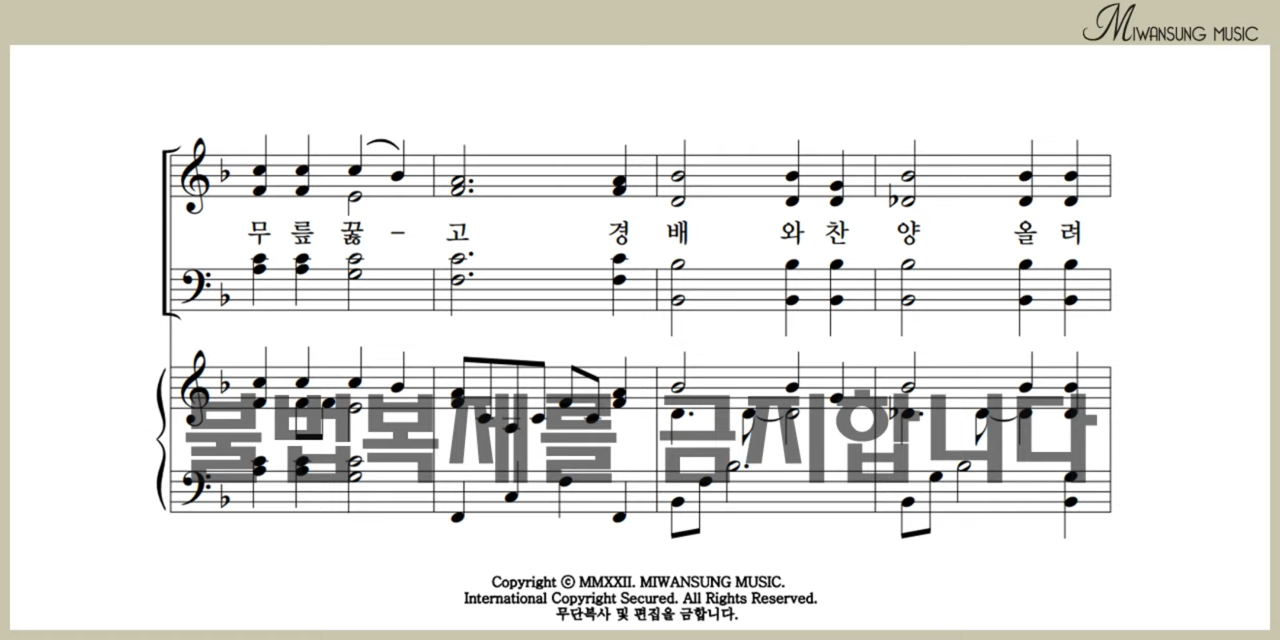 MIWANSUNG MUSIC
무 릎 꿇 – 고 경 배 와 찬 양 올 려
불법복제를 금지합니다
Copyright ⓒ MMXXII. MIWANSUNG MUSIC.
International Copyright Secured. All Rights Reserved.
무단복사 및 편집을 금합니다.